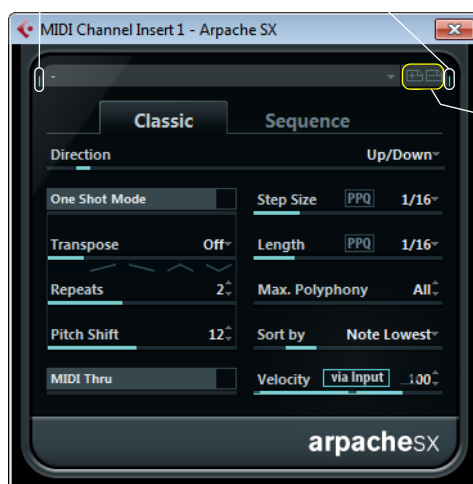 MIDI Channel Insert 1 - Arpache SX
-
Classic Sequence
Direction Up/Down
One Shot Mode Step Size PPQ 1/16
Transpose Off Length PPQ 1/16
Repeats 2 Max. Polyphony All
Pitch Shift 12 Sort by Note Lowest
MIDI Thru Velocity via Input 100
arpacheSX